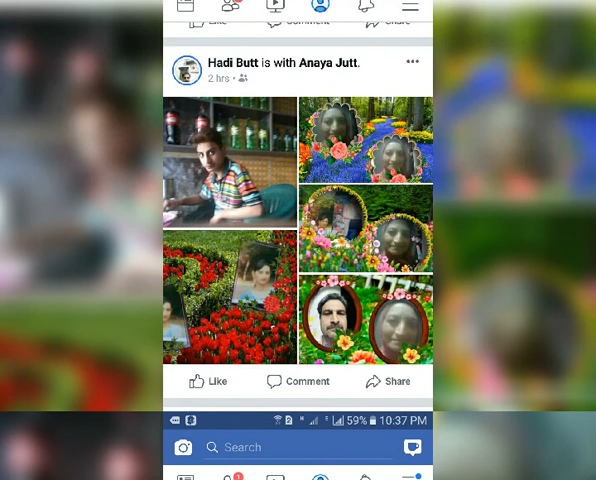 Like Comment Share
Hadi Butt is with Anaya Jutt.
2 hrs
Like Comment Share
59% 10:37 PM
Search